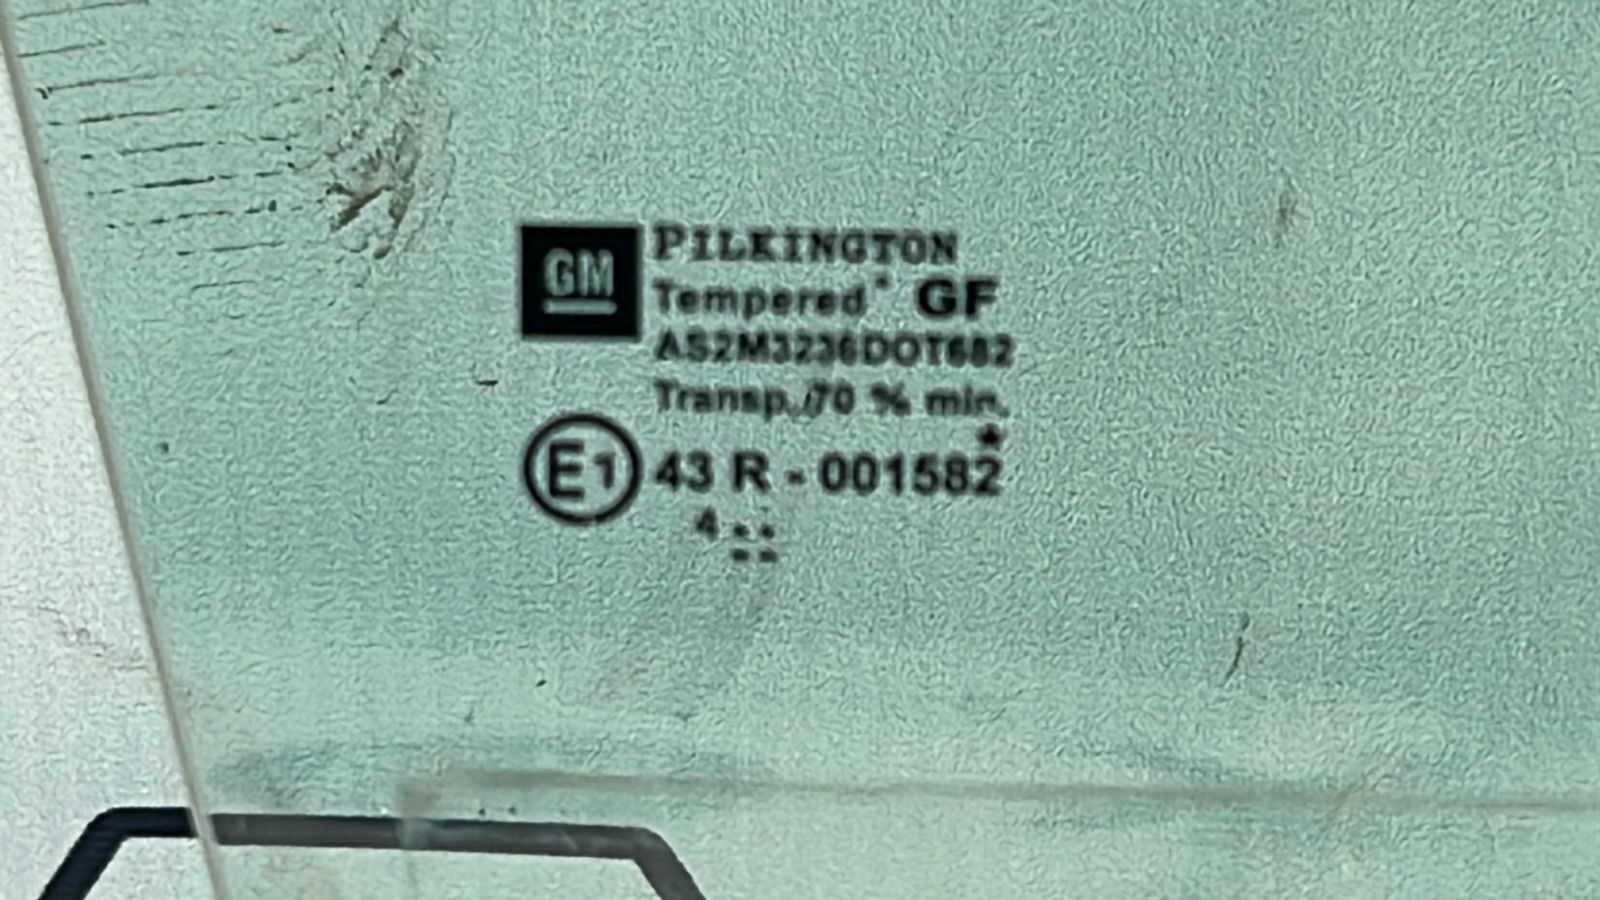 GM
PILKINGTON
Tempered* GF
AS2M3236DOT682
Transp./70 % min.
E1 43 R - 001582
4